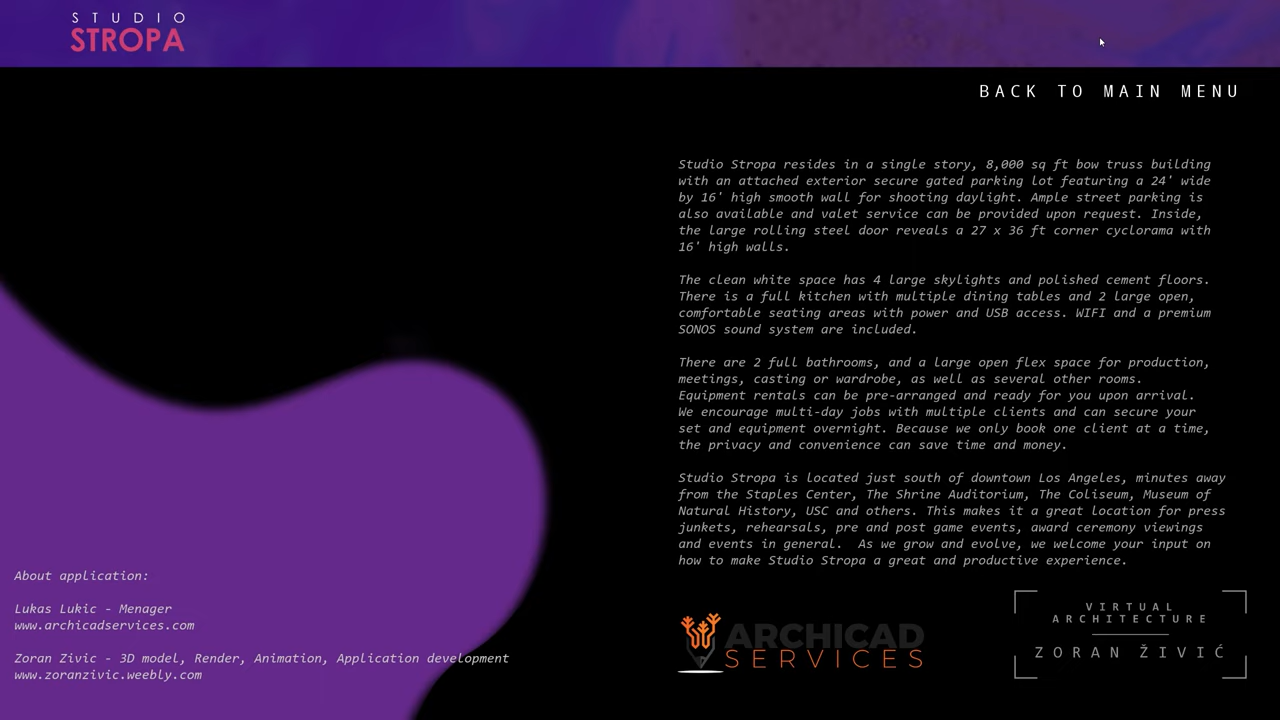 STUDIO
STROPA
BACK TO MAIN MENU
Studio Stropa resides in a single story, 8,000 sq ft bow truss building
with an attached exterior secure gated parking lot featuring a 24' wide
by 16' high smooth wall for shooting daylight. Ample street parking is
also available and valet service can be provided upon request. Inside,
the large rolling steel door reveals a 27 x 36 ft corner cyclorama with
16' high walls.
The clean white space has 4 large skylights and polished cement floors.
There is a full kitchen with multiple dining tables and 2 large open,
comfortable seating areas with power and USB access. WIFI and a premium
SONOS sound system are included.
There are 2 full bathrooms, and a large open flex space for production,
meetings, casting or wardrobe, as well as several other rooms.
Equipment rentals can be pre-arranged and ready for you upon arrival.
We encourage multi-day jobs with multiple clients and can secure your
set and equipment overnight. Because we only book one client at a time,
the privacy and convenience can save time and money.
Studio Stropa is located just south of downtown Los Angeles, minutes away
from the Staples Center, The Shrine Auditorium, The Coliseum, Museum of
Natural History, USC and others. This makes it a great location for press
junkets, rehearsals, pre and post game events, award ceremony viewings
and events in general.  As we grow and evolve, we welcome your input on
how to make Studio Stropa a great and productive experience.
About application:
Lukas Lukic - Menager
www.archicadservices.com
Zoran Zivic - 3D model, Render, Animation, Application development
www.zoranzivic.weebly.com
ARCHICAD
SERVICES
VIRTUAL
ARCHITECTURE
ZORAN ŽIVIĆ